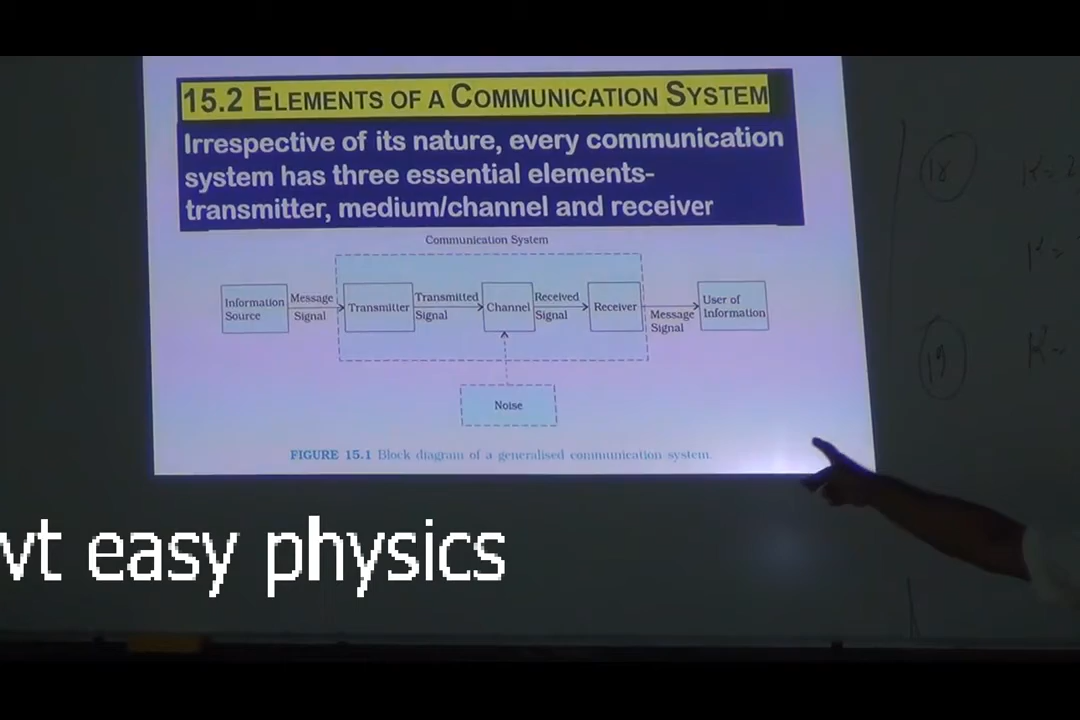 15.2 ELEMENTS OF A COMMUNICATION SYSTEM
Irrespective of its nature, every communication
system has three essential elements-
transmitter, medium/channel and receiver
Communication System
Information
Source
Message
Signal
Transmitter
Transmitted
Signal
Channel
Received
Signal
Receiver
Message
Signal
User of
Information
Noise
FIGURE 15.1 Block diagram of a generalised communication system.
18
19
vt easy physics